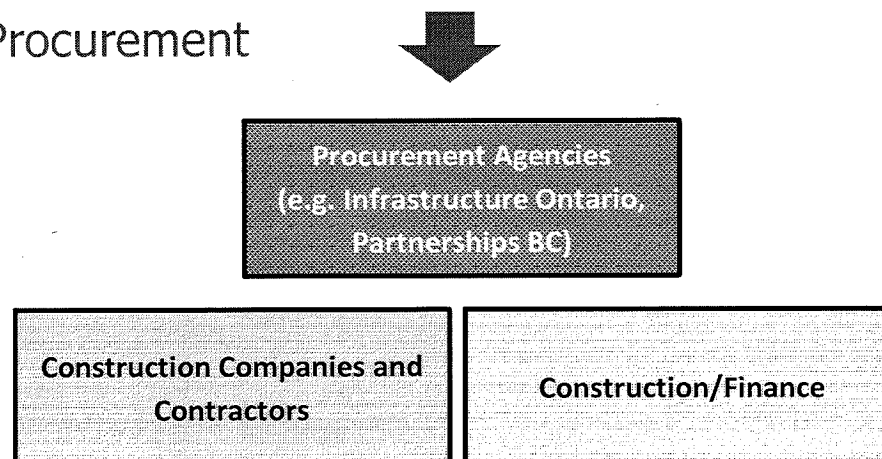 Procurement
Procurement Agencies
(e.g. Infrastructure Ontario,
Partnerships BC)
Construction Companies and
Contractors
Construction/Finance